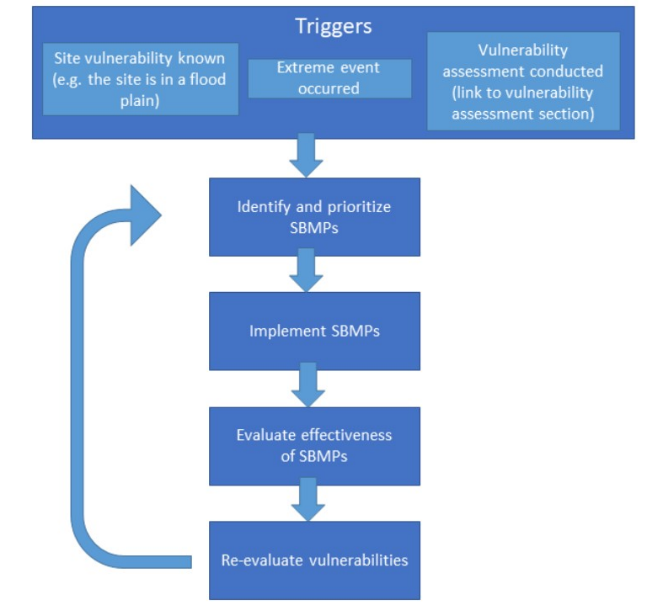 Triggers
Site vulnerability known
(e.g. the site is in a flood
plain)
Extreme event
occurred
Vulnerability
assessment conducted
(link to vulnerability
assessment section)
Identify and prioritize
SBMPs
Implement SBMPs
Evaluate effectiveness
of SBMPs
Re-evaluate vulnerabilities